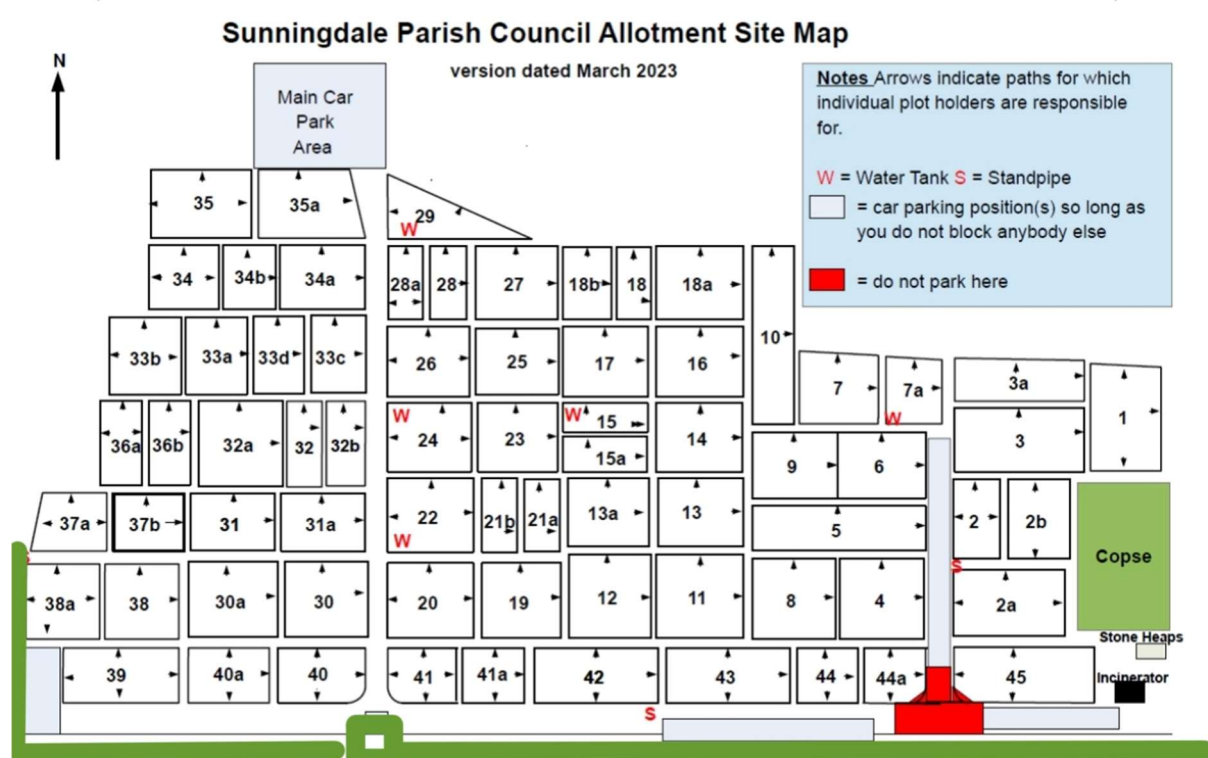 Sunningdale Parish Council Allotment Site Map
version dated March 2023
N
Main Car
Park
Area
Notes Arrows indicate paths for which
individual plot holders are responsible
for.
W = Water Tank S = Standpipe
= car parking position(s) so long as
you do not block anybody else
= do not park here
35 35a 29
W
34 34b 34a 28a 28 27 18b 18 18a
33b 33a 33d 33c 26 25 17 16 10 7 7a 3a 1
W
36a 36b 32a 32 32b W 24 23 W 15 14 3
15a 9 6
37a 37b 31 31a 22 21b 21a 13a 13 5 2 2b
W
Copse
S S
38a 38 30a 30 20 19 12 11 8 4 2a
Stone Heaps
39 40a 40 41 41a 42 43 44 44a 45
Incinerator
S